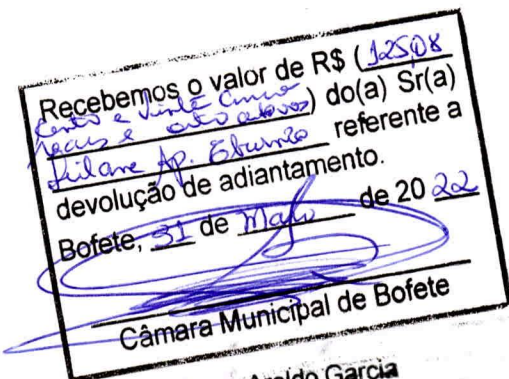 Recebemos o valor de R$ (125,08
cento e vinte cinco
reais e oito centavos) do(a) Sr(a)
Ap. referente a
devolução de adiantamento.
Bofete, 31 de Maio de 20 22
Câmara Municipal de Bofete
Garcia